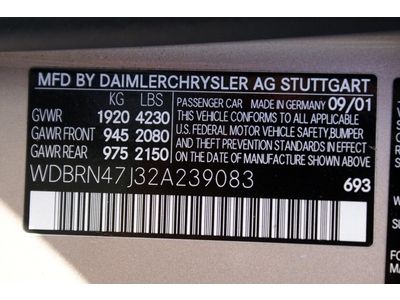 MFD BY DAIMLERCHRYSLER AG STUTTGART
KG LBS PASSENGER CAR MADE IN GERMANY 09/01
GVWR 1920 4230 THIS VEHICLE CONFORMS TO ALL APPLICABLE
GAWR FRONT 945 2080 U.S. FEDERAL MOTOR VEHICLE SAFETY, BUMPER
GAWR REAR 975 2150 AND THEFT PREVENTION STANDARDS IN EFFECT
ON THE DATE OF MANUFACTURE SHOWN ABOVE
WDBRN47J32A239083
693